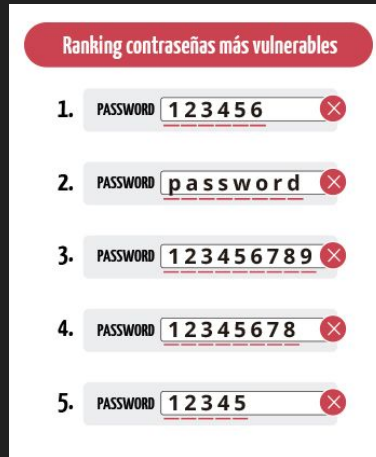 Ranking contraseñas más vulnerables
1. PASSWORD 123456
2. PASSWORD password
3. PASSWORD 123456789
4. PASSWORD 12345678
5. PASSWORD 12345